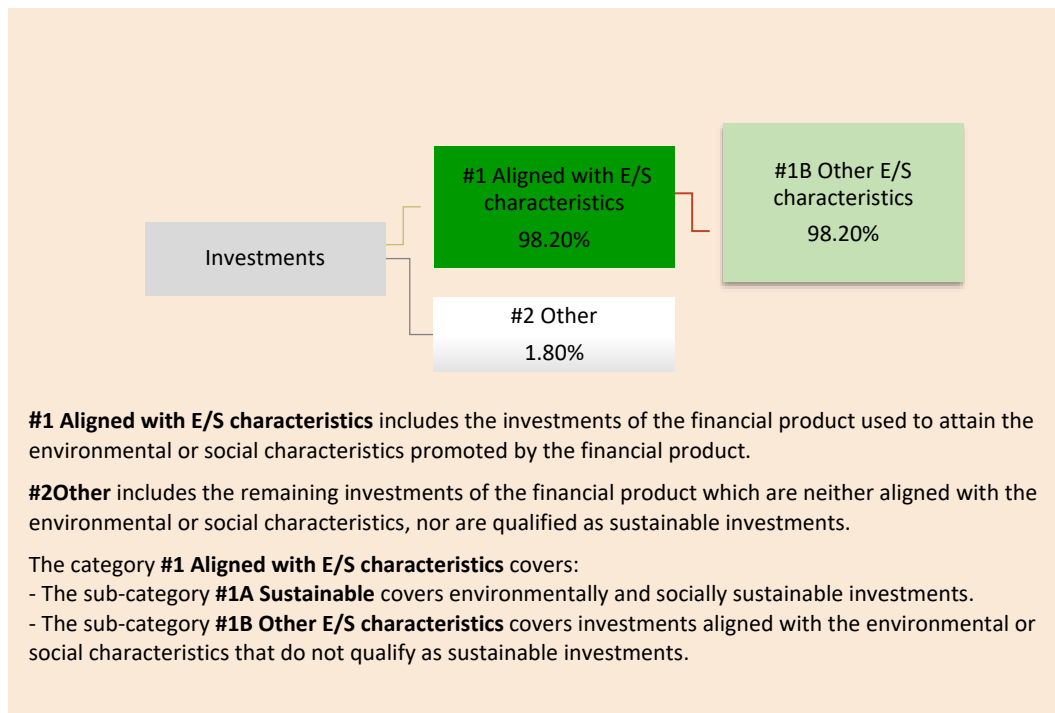 #1 Aligned with E/S
characteristics
98.20%
#1B Other E/S
characteristics
98.20%
Investments
#2 Other
1.80%
#1 Aligned with E/S characteristics includes the investments of the financial product used to attain the
environmental or social characteristics promoted by the financial product.
#2Other includes the remaining investments of the financial product which are neither aligned with the
environmental or social characteristics, nor are qualified as sustainable investments.
The category #1 Aligned with E/S characteristics covers:
- The sub-category #1A Sustainable covers environmentally and socially sustainable investments.
- The sub-category #1B Other E/S characteristics covers investments aligned with the environmental or
social characteristics that do not qualify as sustainable investments.